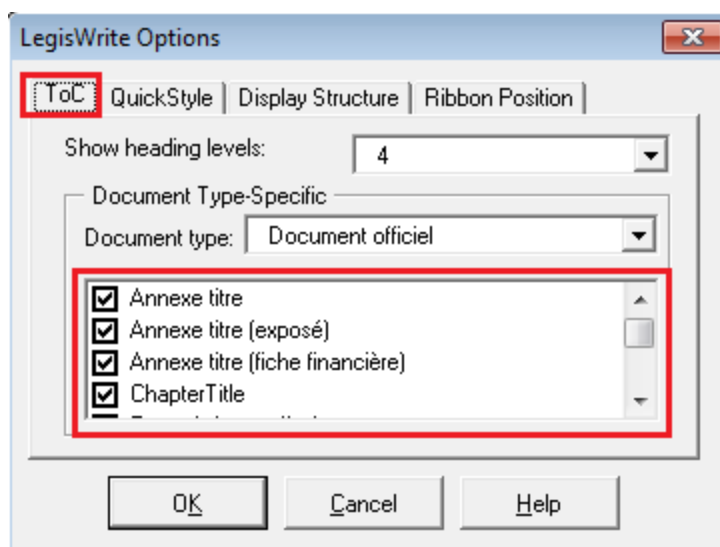 LegisWrite Options
ToC QuickStyle Display Structure Ribbon Position
Show heading levels: 4
Document Type-Specific
Document type: Document officiel
Annexe titre
Annexe titre (exposé)
Annexe titre (fiche financière)
ChapterTitle
OK Cancel Help